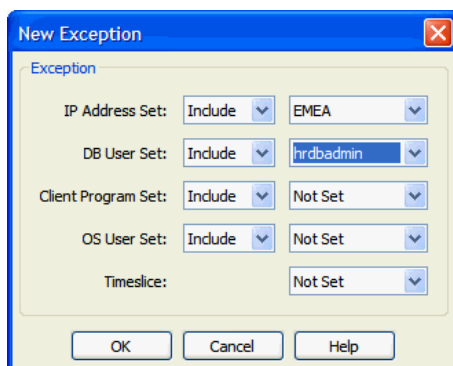 New Exception
Exception
IP Address Set: Include EMEA
DB User Set: Include hrdbadmin
Client Program Set: Include Not Set
OS User Set: Include Not Set
Timeslice: Not Set
OK Cancel Help